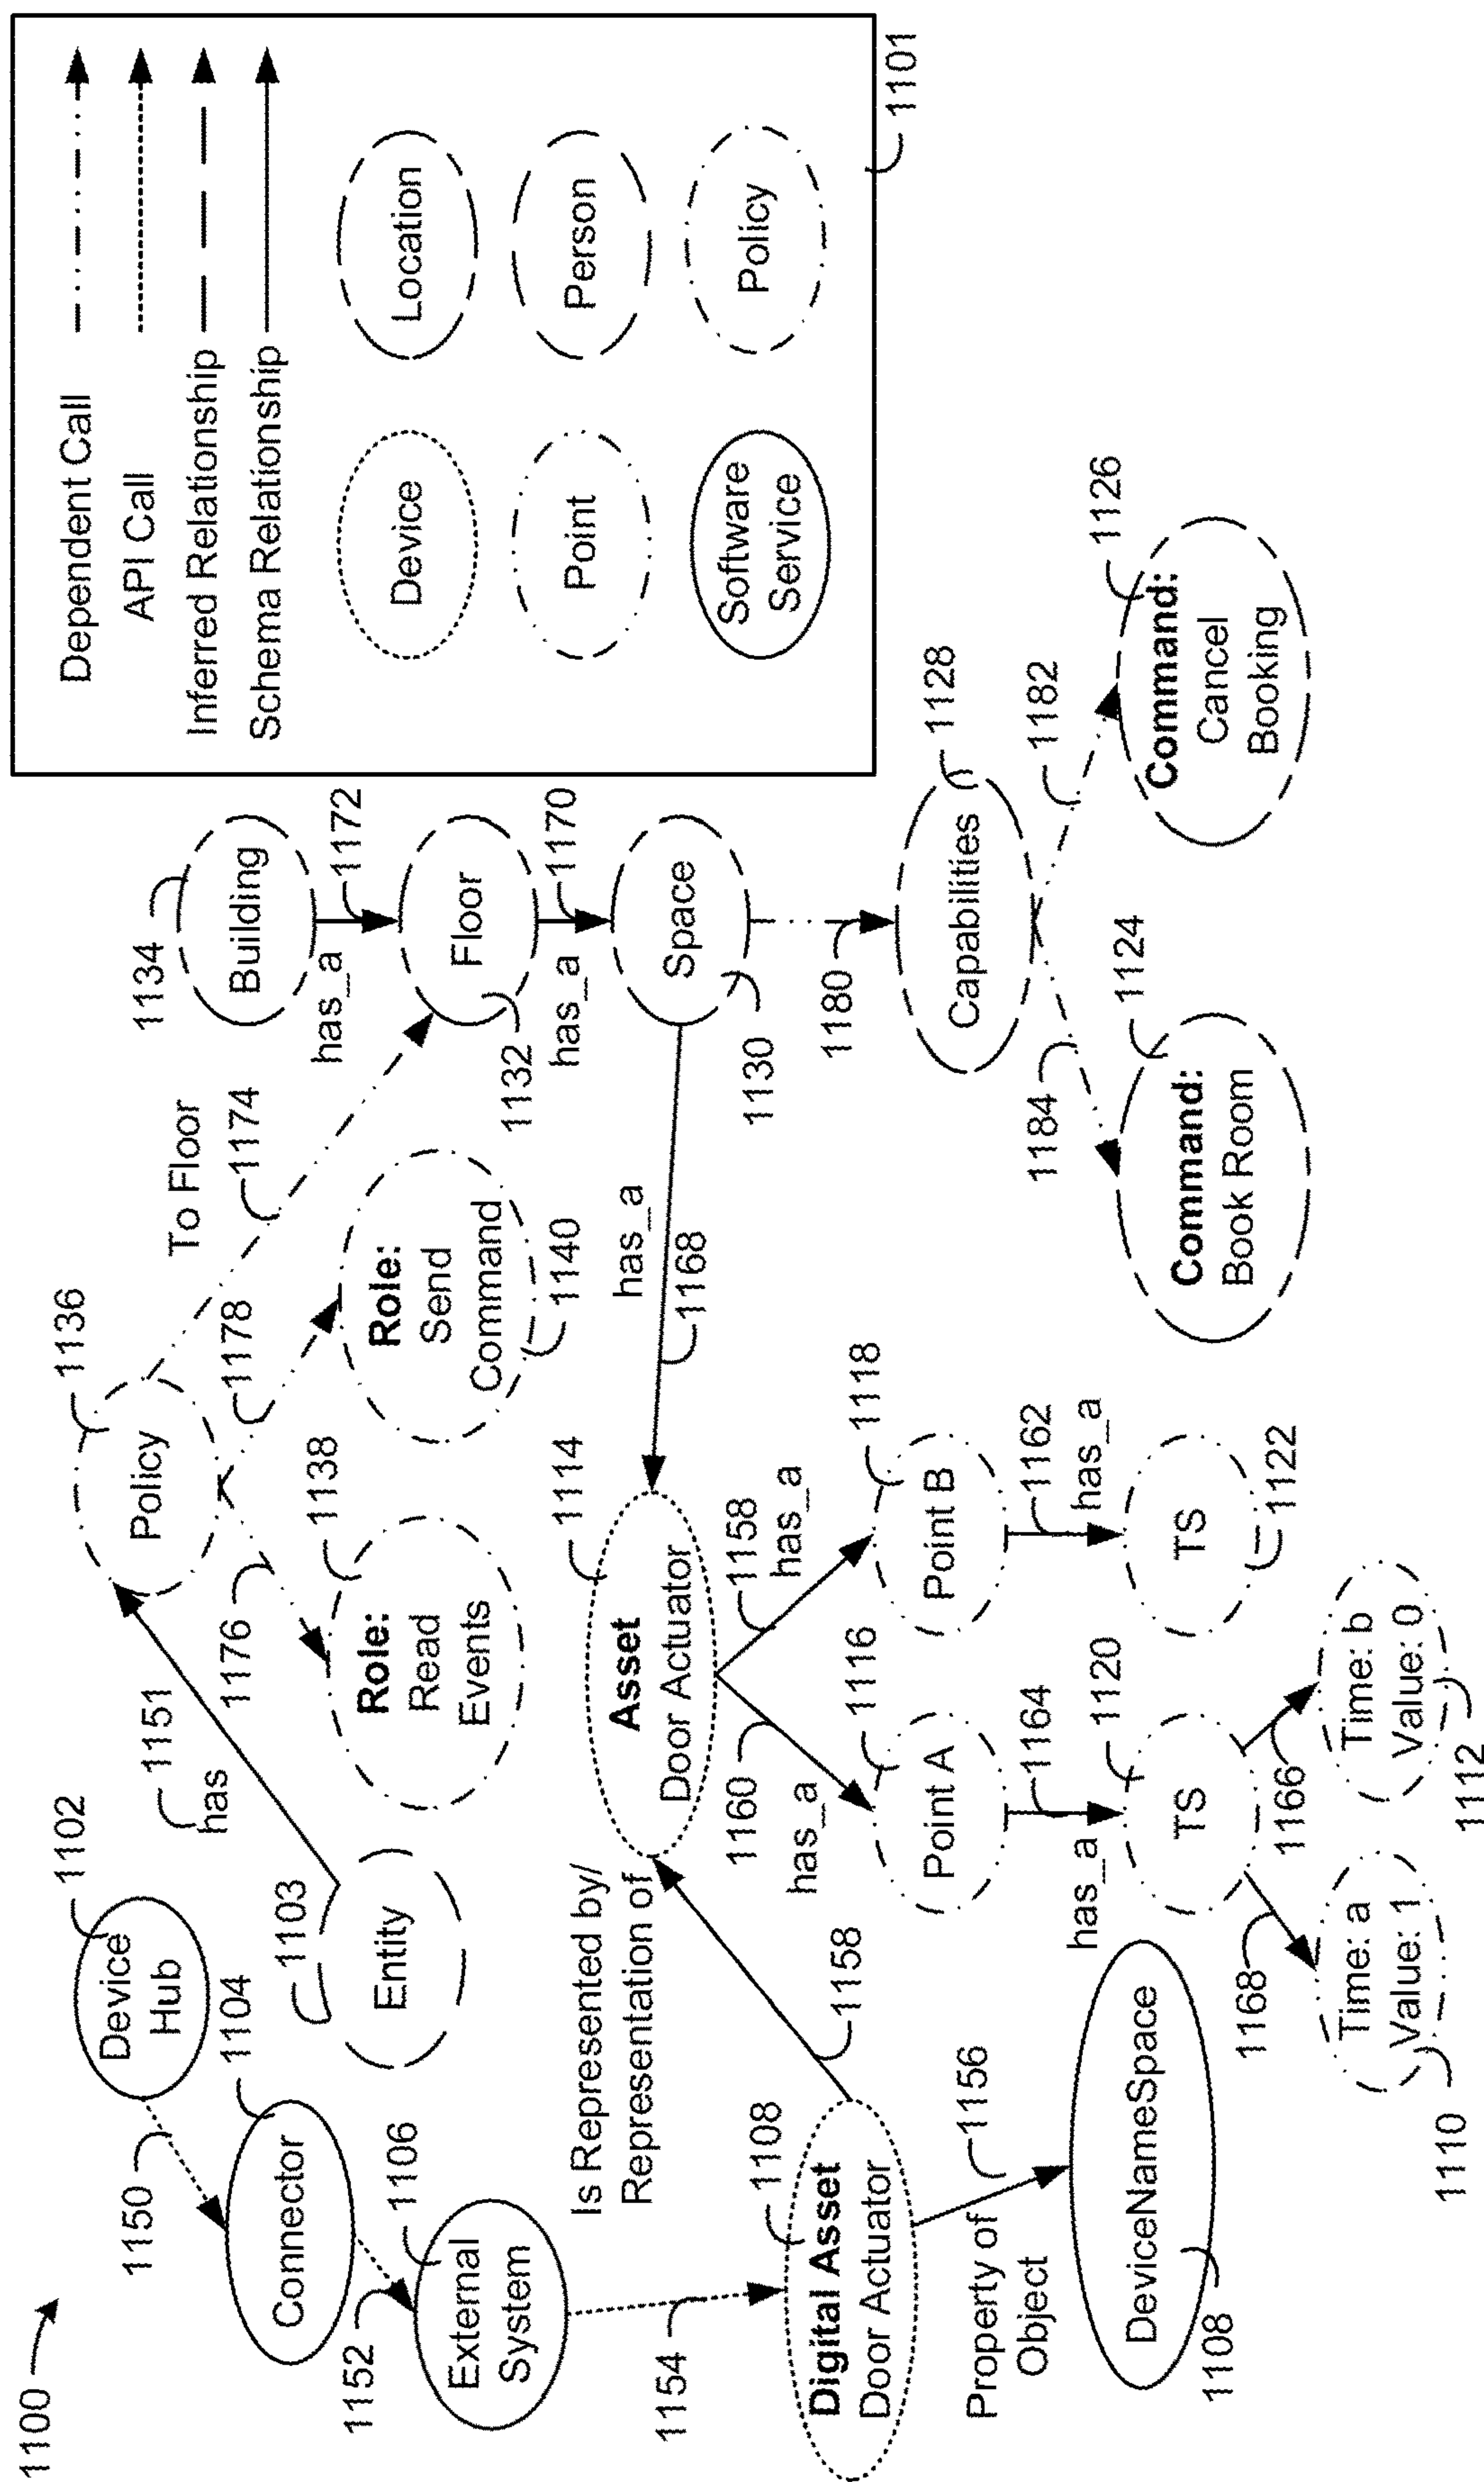 1100
Dependent Call
API Call
Inferred Relationship
Schema Relationship
Device
Location
Point
Person
Software
Service
Policy
1101
Device
Hub
1102
1150
Connector
1104
1152
External
System
1106
1154
Entity
1103
1151
has
Policy
1136
1176
1178
To Floor
1174
Role:
Read
Events
1138
Role:
Send
Command
1140
Building
1134
has_a
1172
Floor
1132
has_a
1170
Space
1130
has_a
1168
1180
Capabilities
1128
1184
1182
Command:
Book Room
1124
Command:
Cancel
Booking
1126
Is Represented by/
Representation of
1158
Digital Asset
Door Actuator
1108
Property of
Object
1156
DeviceNameSpace
1108
Asset
Door Actuator
1114
1160
has_a
1158
has_a
Point A
1116
Point B
1118
has_a
1164
1162
has_a
TS
1120
TS
1122
1168
1166
Time: a
Value: 1
1110
Time: b
Value: 0
1112